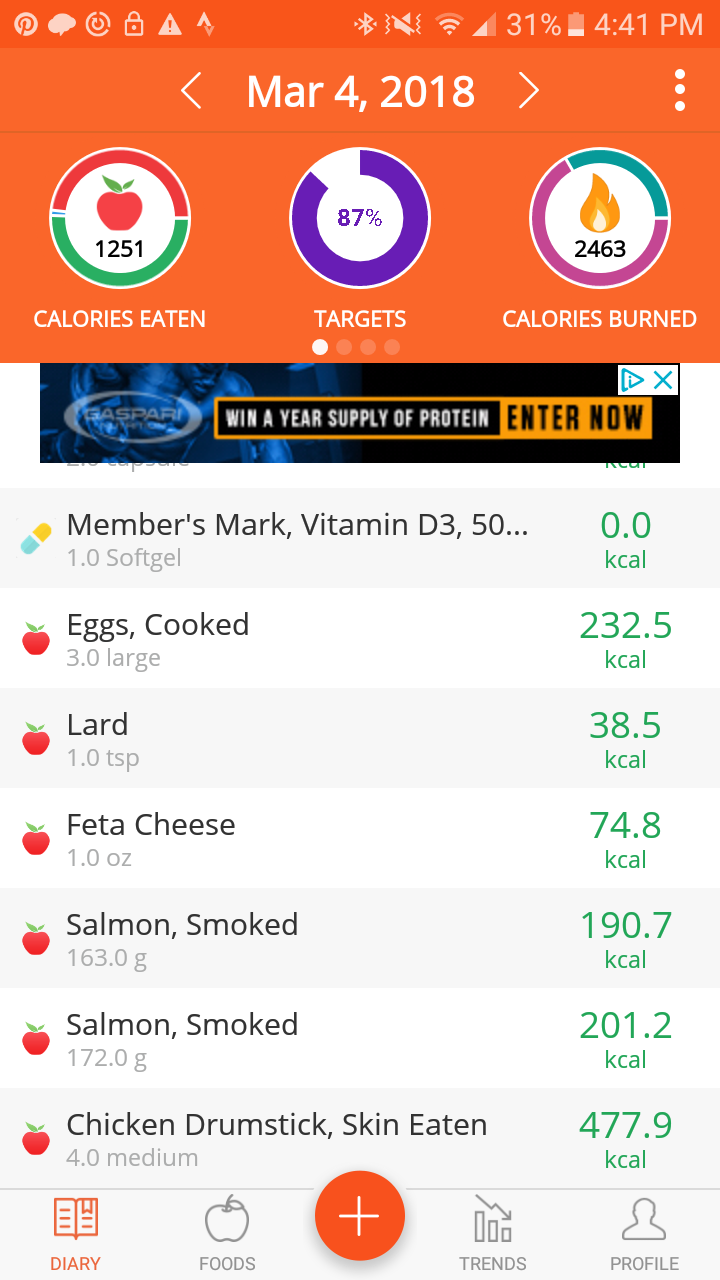 31% 4:41 PM
Mar 4, 2018
1251
87%
2463
CALORIES EATEN
TARGETS
CALORIES BURNED
GASPARI
NUTRITION
WIN A YEAR SUPPLY OF PROTEIN ENTER NOW
2.0 capsule
kcal
Member's Mark, Vitamin D3, 50...
0.0
1.0 Softgel
kcal
Eggs, Cooked
232.5
3.0 large
kcal
Lard
38.5
1.0 tsp
kcal
Feta Cheese
74.8
1.0 oz
kcal
Salmon, Smoked
190.7
163.0 g
kcal
Salmon, Smoked
201.2
172.0 g
kcal
Chicken Drumstick, Skin Eaten
477.9
4.0 medium
kcal
DIARY
FOODS
TRENDS
PROFILE